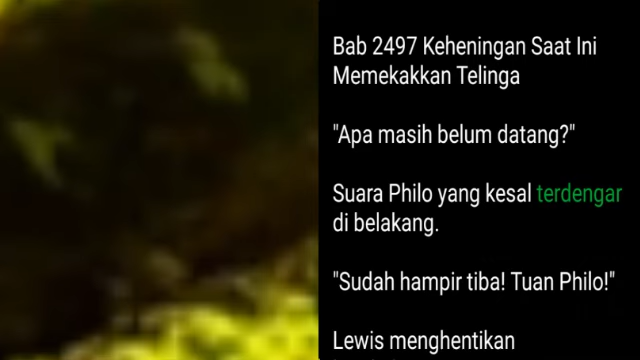 Bab 2497 Keheningan Saat Ini
Memekakkan Telinga
"Apa masih belum datang?"
Suara Philo yang kesal terdengar
di belakang.
"Sudah hampir tiba! Tuan Philo!"
Lewis menghentikan